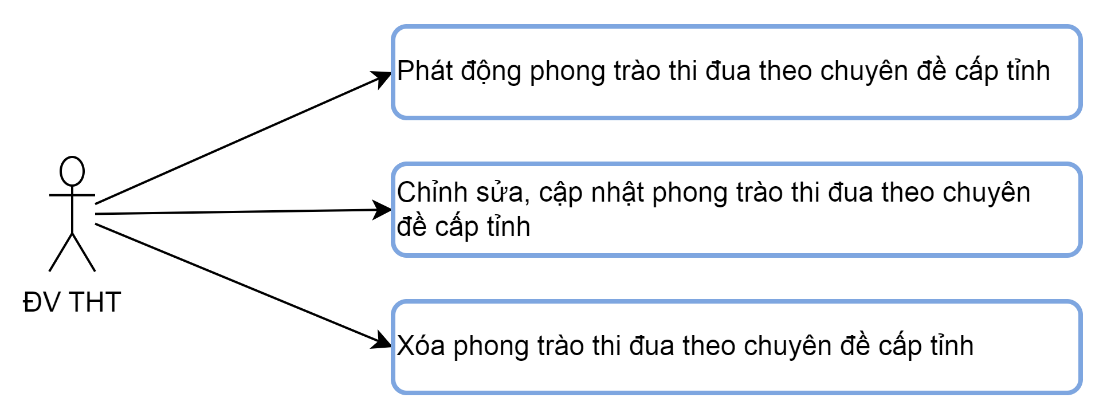 Phát động phong trào thi đua theo chuyên đề cấp tỉnh
Chỉnh sửa, cập nhật phong trào thi đua theo chuyên
đề cấp tỉnh
ĐV THT
Xóa phong trào thi đua theo chuyên đề cấp tỉnh